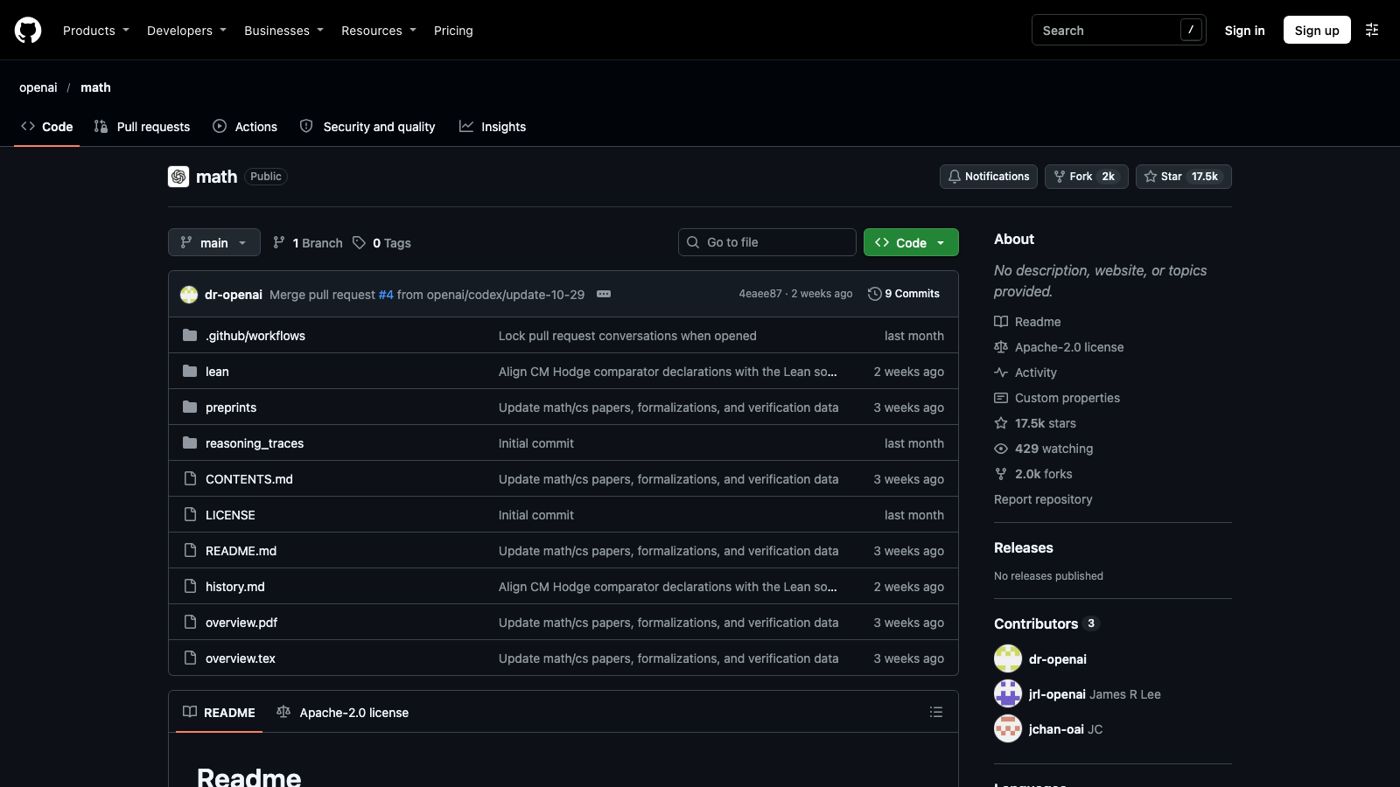 Products Developers Businesses Resources Pricing Search / Sign in Sign up
openai / math
Code Pull requests Actions Security and quality Insights
math Public Notifications Fork 2k Star 17.5k
main 1 Branch 0 Tags Go to file Code
dr-openai Merge pull request #4 from openai/codex/update-10-29 4eaee87 · 2 weeks ago 9 Commits
.github/workflows Lock pull request conversations when opened last month
lean Align CM Hodge comparator declarations with the Lean so... 2 weeks ago
preprints Update math/cs papers, formalizations, and verification data 3 weeks ago
reasoning_traces Initial commit last month
CONTENTS.md Update math/cs papers, formalizations, and verification data 3 weeks ago
LICENSE Initial commit last month
README.md Update math/cs papers, formalizations, and verification data 3 weeks ago
history.md Align CM Hodge comparator declarations with the Lean so... 2 weeks ago
overview.pdf Update math/cs papers, formalizations, and verification data 3 weeks ago
overview.tex Update math/cs papers, formalizations, and verification data 3 weeks ago
README Apache-2.0 license
Readme
About
No description, website, or topics
provided.
Readme
Apache-2.0 license
Activity
Custom properties
17.5k stars
429 watching
2.0k forks
Report repository
Releases
No releases published
Contributors 3
dr-openai
jrl-openai James R Lee
jchan-oai JC